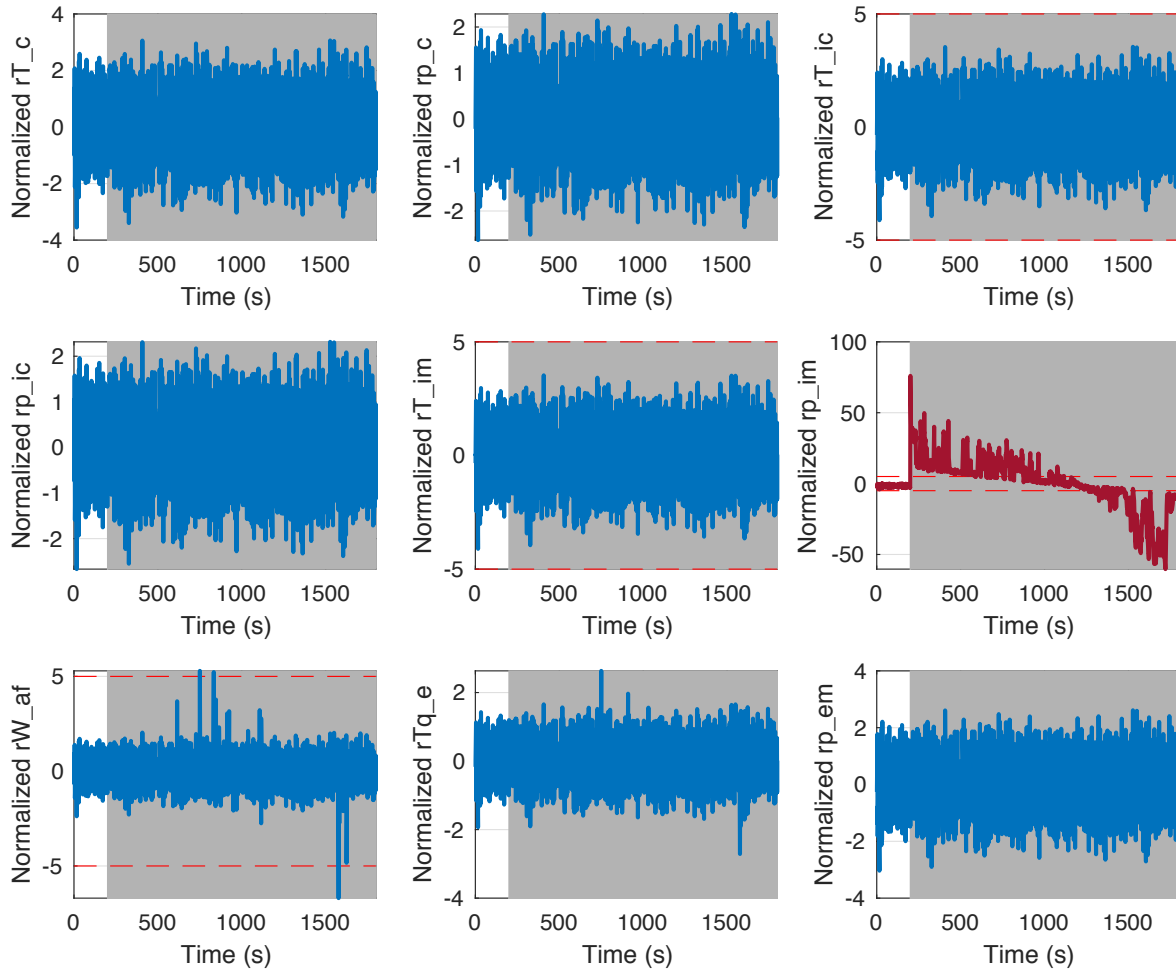 Normalized rT_c
4
2
0
-2
-4
0 500 1000 1500
Time (s)
Normalized rp_c
2
1
0
-1
-2
0 500 1000 1500
Time (s)
Normalized rT_ic
5
0
-5
0 500 1000 1500
Time (s)
Normalized rp_ic
2
1
0
-1
-2
0 500 1000 1500
Time (s)
Normalized rT_im
5
0
-5
0 500 1000 1500
Time (s)
Normalized rp_im
100
50
0
-50
0 500 1000 1500
Time (s)
Normalized rW_af
5
0
-5
0 500 1000 1500
Time (s)
Normalized rTq_e
2
0
-2
-4
0 500 1000 1500
Time (s)
Normalized rp_em
4
2
0
-2
-4
0 500 1000 1500
Time (s)